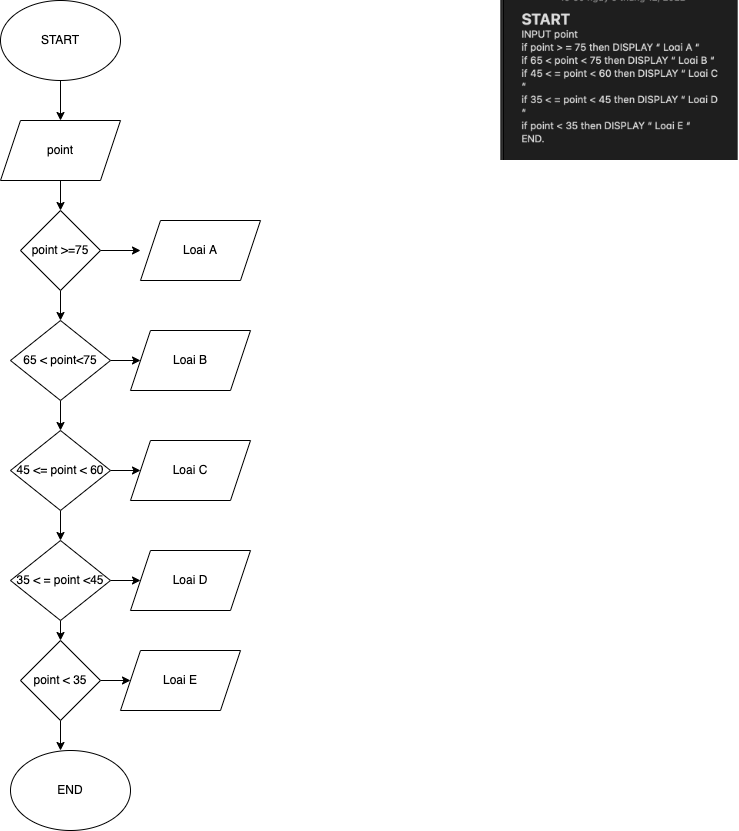 START
point
point >=75
Loai A
65 < point<75
Loai B
45 <= point < 60
Loai C
35 < = point <45
Loai D
point < 35
Loai E
END
START
INPUT point
if point > = 75 then DISPLAY “ Loai A “
if 65 < point < 75 then DISPLAY “ Loai B “
if 45 < = point < 60 then DISPLAY “ Loai C
“
if 35 < = point < 45 then DISPLAY “ Loai D
“
if point < 35 then DISPLAY “ Loai E “
END.